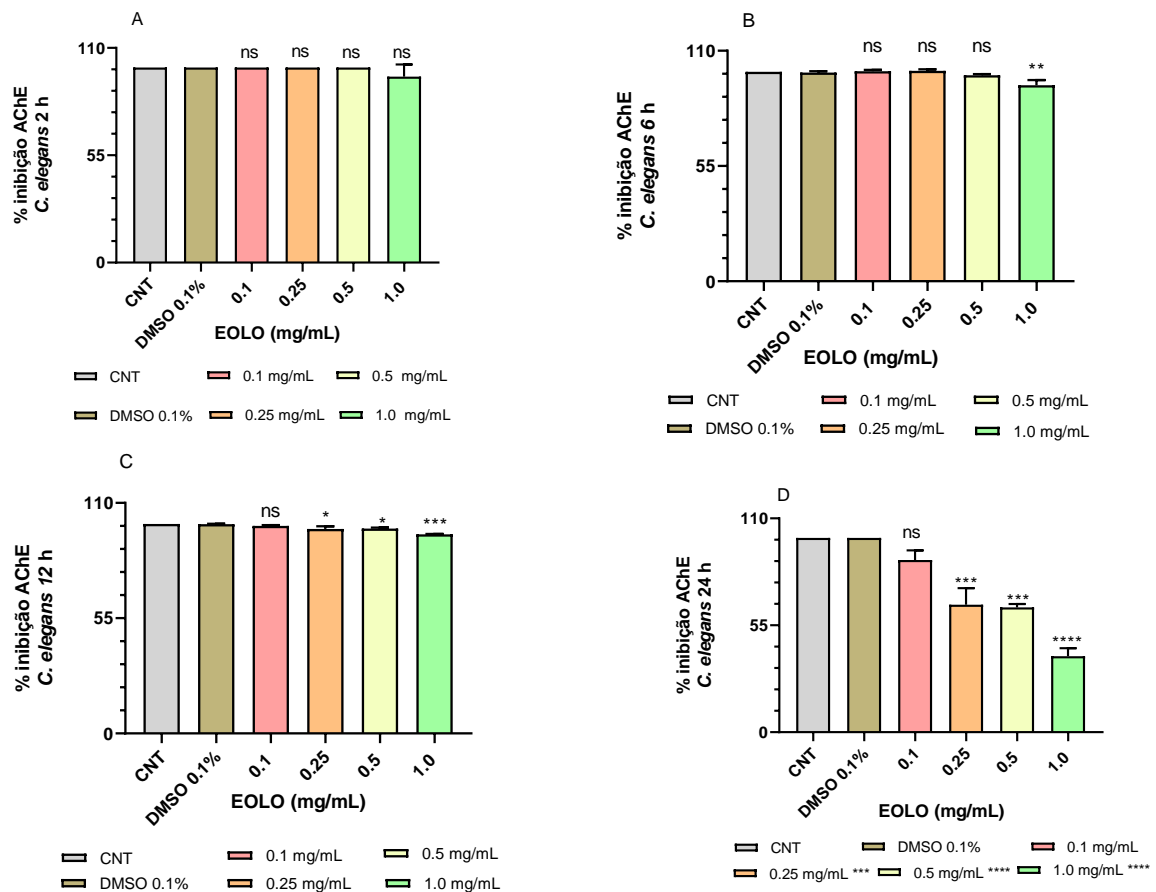 A
% inibição AChE
C. elegans 2 h
110
55
0
ns
ns
ns
ns
CNT
DMSO 0.1%
0.1
0.25
0.5
1.0
EOLO (mg/mL)
CNT
0.1 mg/mL
0.5 mg/mL
DMSO 0.1%
0.25 mg/mL
1.0 mg/mL
B
% inibição AChE
C. elegans 6 h
110
55
0
ns
ns
ns
**
CNT
DMSO 0.1%
0.1
0.25
0.5
1.0
EOLO (mg/mL)
CNT
0.1 mg/mL
0.5 mg/mL
DMSO 0.1%
0.25 mg/mL
1.0 mg/mL
C
% inibição AChE
C. elegans 12 h
110
55
0
ns
*
*
***
CNT
DMSO 0.1%
0.1
0.25
0.5
1.0
EOLO (mg/mL)
CNT
0.1 mg/mL
0.5 mg/mL
DMSO 0.1%
0.25 mg/mL
1.0 mg/mL
D
% inibição AChE
C. elegans 24 h
110
55
0
ns
***
***
****
CNT
DMSO 0.1%
0.1
0.25
0.5
1.0
EOLO (mg/mL)
CNT
DMSO 0.1%
0.1 mg/mL
0.25 mg/mL ***
0.5 mg/mL ****
1.0 mg/mL ****